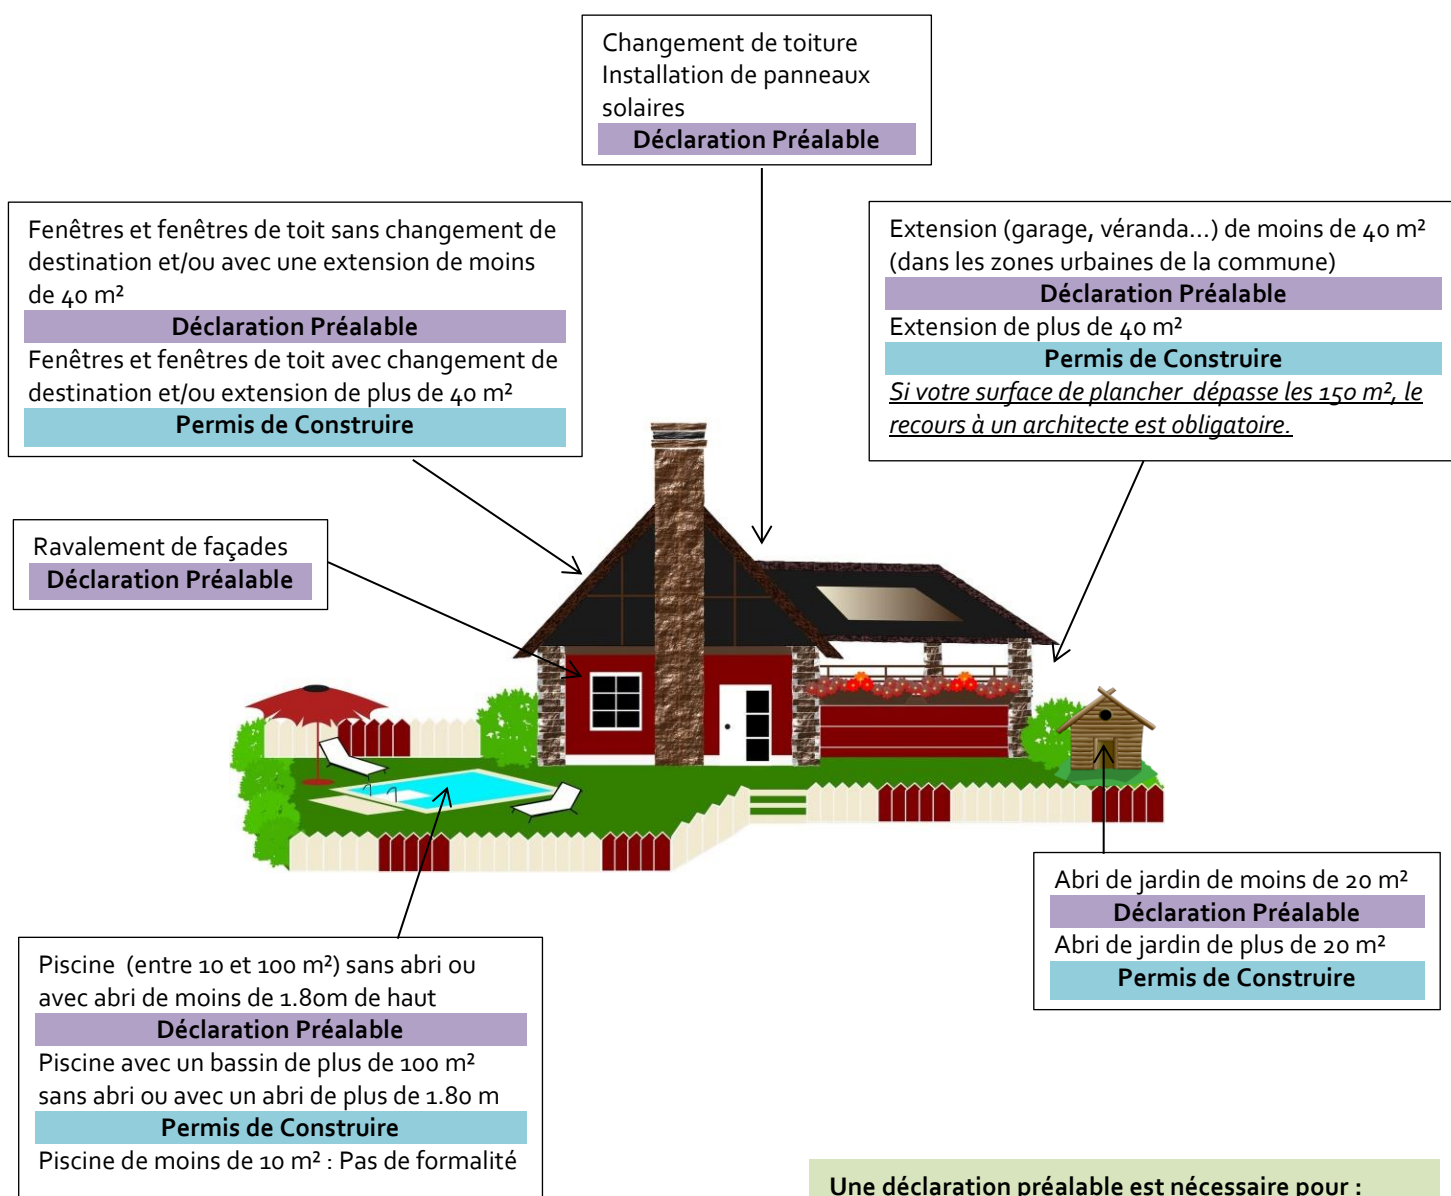 Changement de toiture
Installation de panneaux
solaires
Déclaration Préalable
Fenêtres et fenêtres de toit sans changement de
destination et/ou avec une extension de moins
de 40 m²
Déclaration Préalable
Fenêtres et fenêtres de toit avec changement de
destination et/ou extension de plus de 40 m²
Permis de Construire
Extension (garage, véranda...) de moins de 40 m²
(dans les zones urbaines de la commune)
Déclaration Préalable
Extension de plus de 40 m²
Permis de Construire
Si votre surface de plancher dépasse les 150 m², le
recours à un architecte est obligatoire.
Ravalement de façades
Déclaration Préalable
Abri de jardin de moins de 20 m²
Déclaration Préalable
Abri de jardin de plus de 20 m²
Permis de Construire
Piscine (entre 10 et 100 m²) sans abri ou
avec abri de moins de 1.80m de haut
Déclaration Préalable
Piscine avec un bassin de plus de 100 m²
sans abri ou avec un abri de plus de 1.80 m
Permis de Construire
Piscine de moins de 10 m² : Pas de formalité
Une déclaration préalable est nécessaire pour :